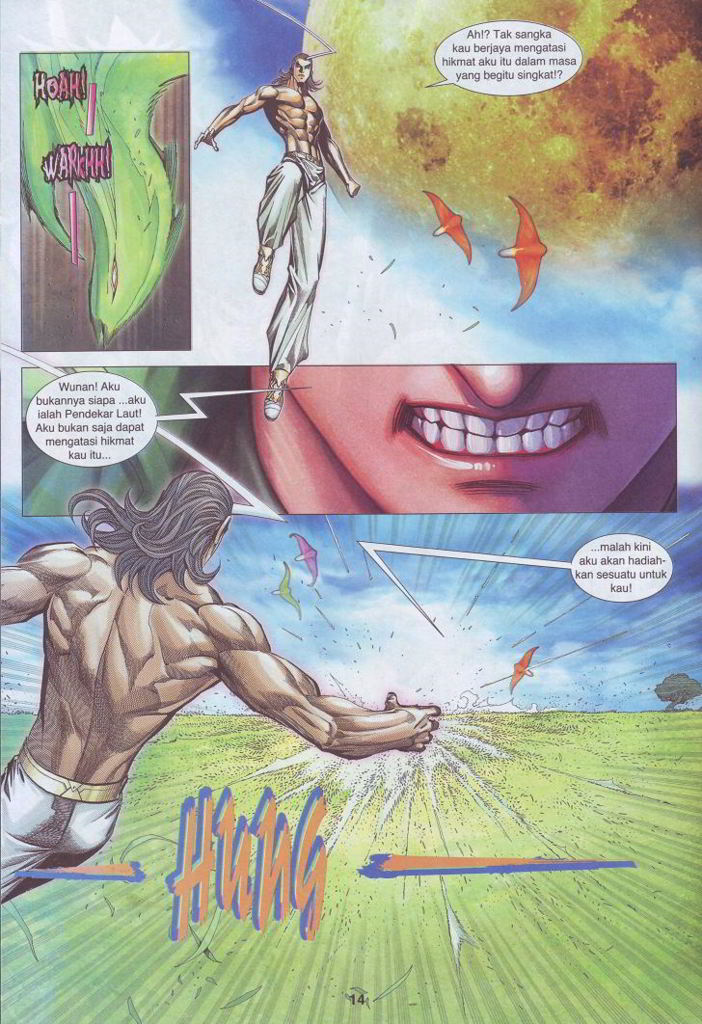 HOAH!
WARKHH!
Ah!? Tak sangka
kau berjaya mengatasi
hikmat aku itu dalam masa
yang begitu singkat!?
Wunan! Aku
bukannya siapa ...aku
ialah Pendekar Laut!
Aku bukan saja dapat
mengatasi hikmat
kau itu...
...malah kini
aku akan hadiah-
kan sesuatu untuk
kau!
HUNG
14